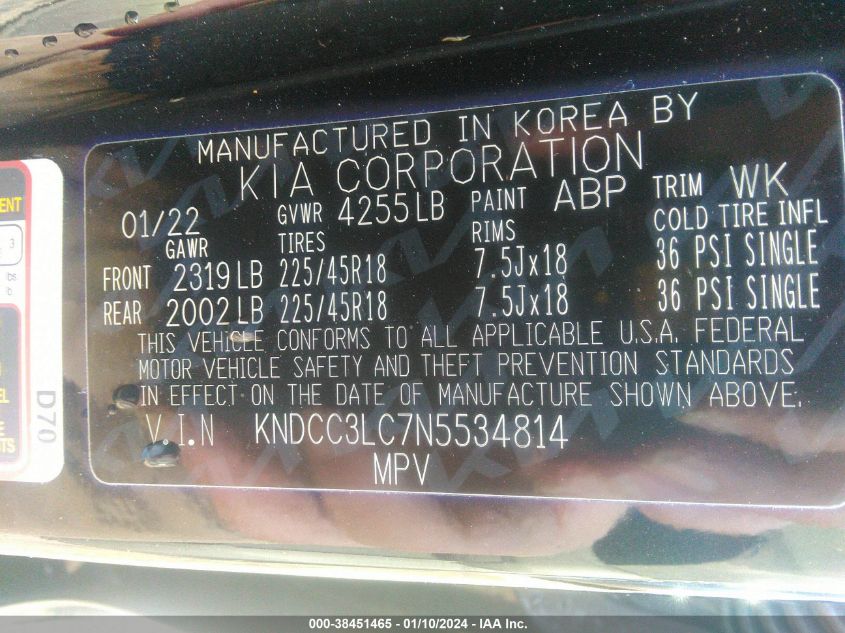 MANUFACTURED IN KOREA BY
KIA CORPORATION
01/22 GVWR 4255LB PAINT ABP TRIM WK
GAWR TIRES RIMS COLD TIRE INFL
FRONT 2319LB 225/45R18 7.5Jx18 36 PSI SINGLE
REAR 2002LB 225/45R18 7.5Jx18 36 PSI SINGLE
THIS VEHICLE CONFORMS TO ALL APPLICABLE U.S.A. FEDERAL
MOTOR VEHICLE SAFETY AND THEFT PREVENTION STANDARDS
IN EFFECT ON THE DATE OF MANUFACTURE SHOWN ABOVE.
V.I.N KNDCC3LC7N5534814
MPV
3
D70
000-38451465 - 01/10/2024 - IAA Inc.